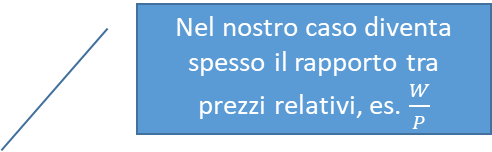 Nel nostro caso diventa
spesso il rapporto tra
prezzi relativi, es. W/P